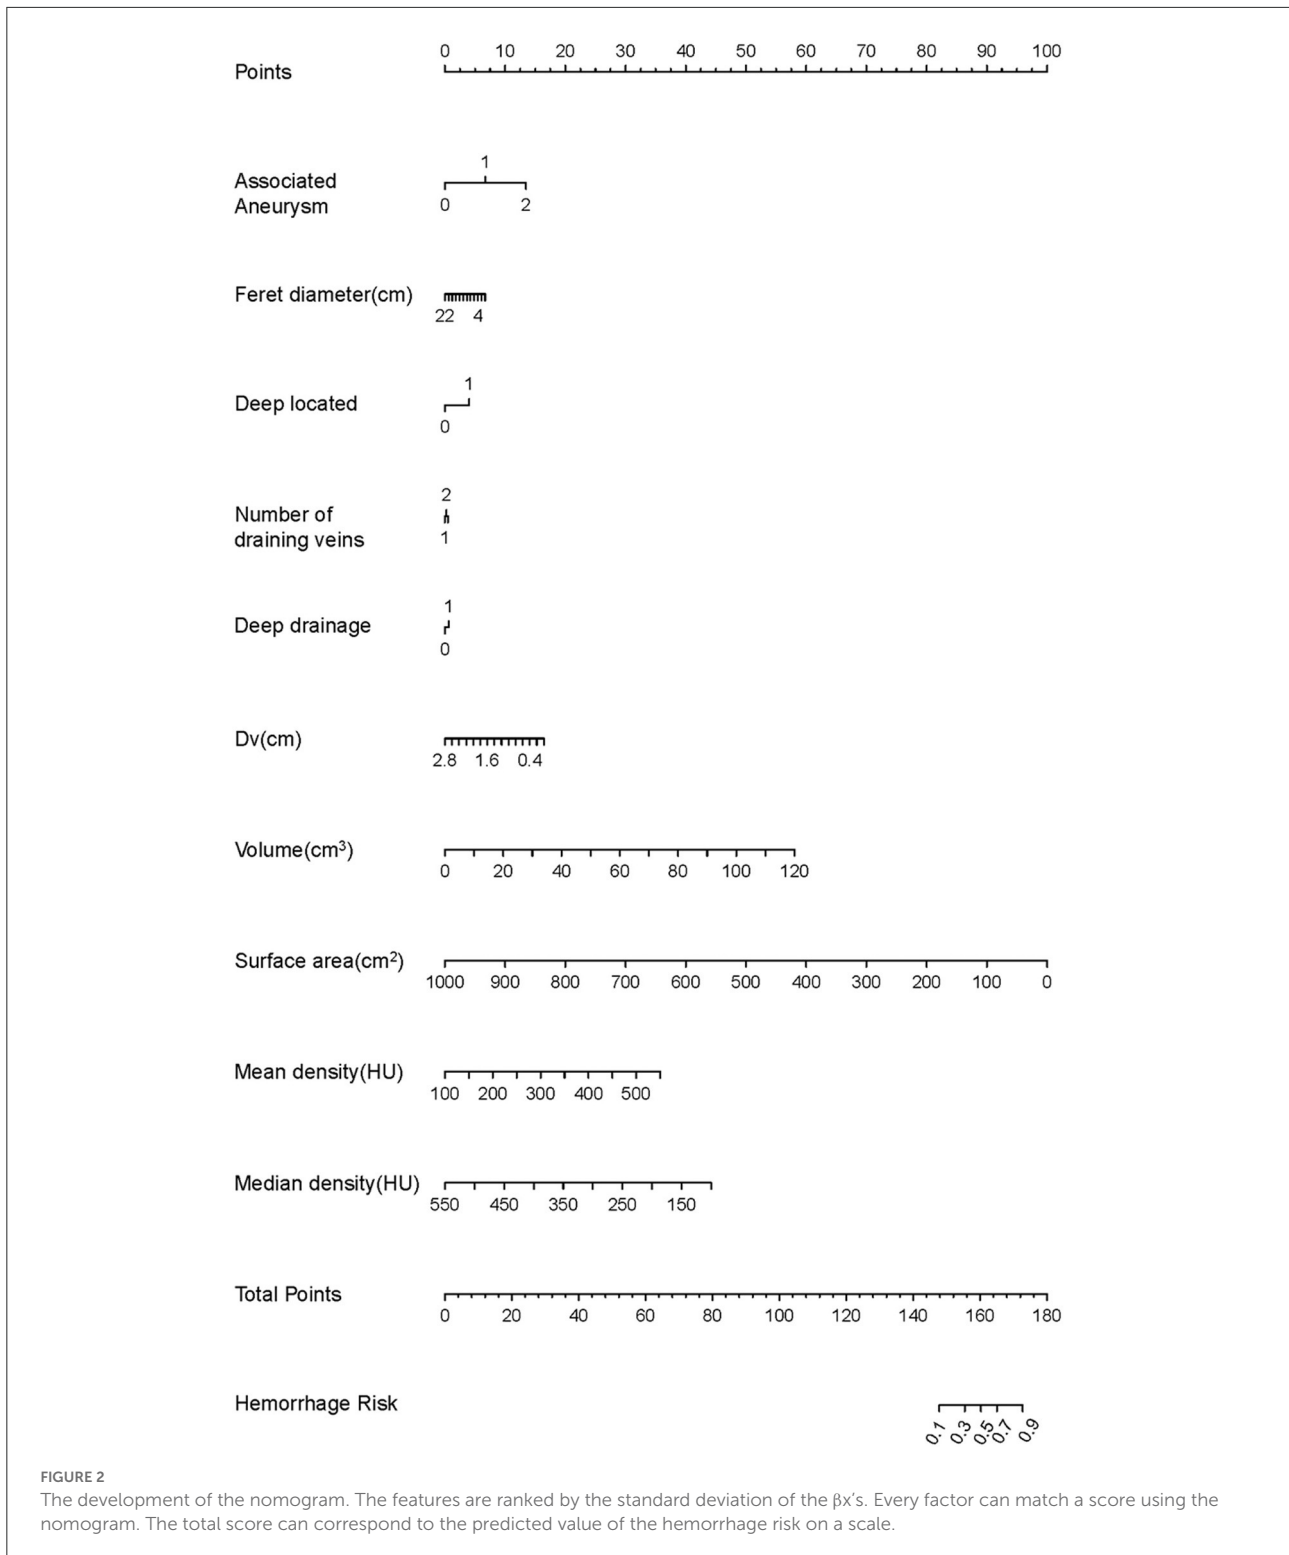 0 10 20 30 40 50 60 70 80 90 100
Points
1
Associated
Aneurysm
0 2
Feret diameter(cm)
22 4
1
Deep located
0
2
Number of
draining veins
1
1
Deep drainage
0
Dv(cm)
2.8 1.6 0.4
Volume(cm³)
0 20 40 60 80 100 120
Surface area(cm²)
1000 900 800 700 600 500 400 300 200 100 0
Mean density(HU)
100 200 300 400 500
Median density(HU)
550 450 350 250 150
Total Points
0 20 40 60 80 100 120 140 160 180
Hemorrhage Risk
0.1 0.3 0.5 0.7 0.9
FIGURE 2
The development of the nomogram. The features are ranked by the standard deviation of the βx's. Every factor can match a score using the
nomogram. The total score can correspond to the predicted value of the hemorrhage risk on a scale.